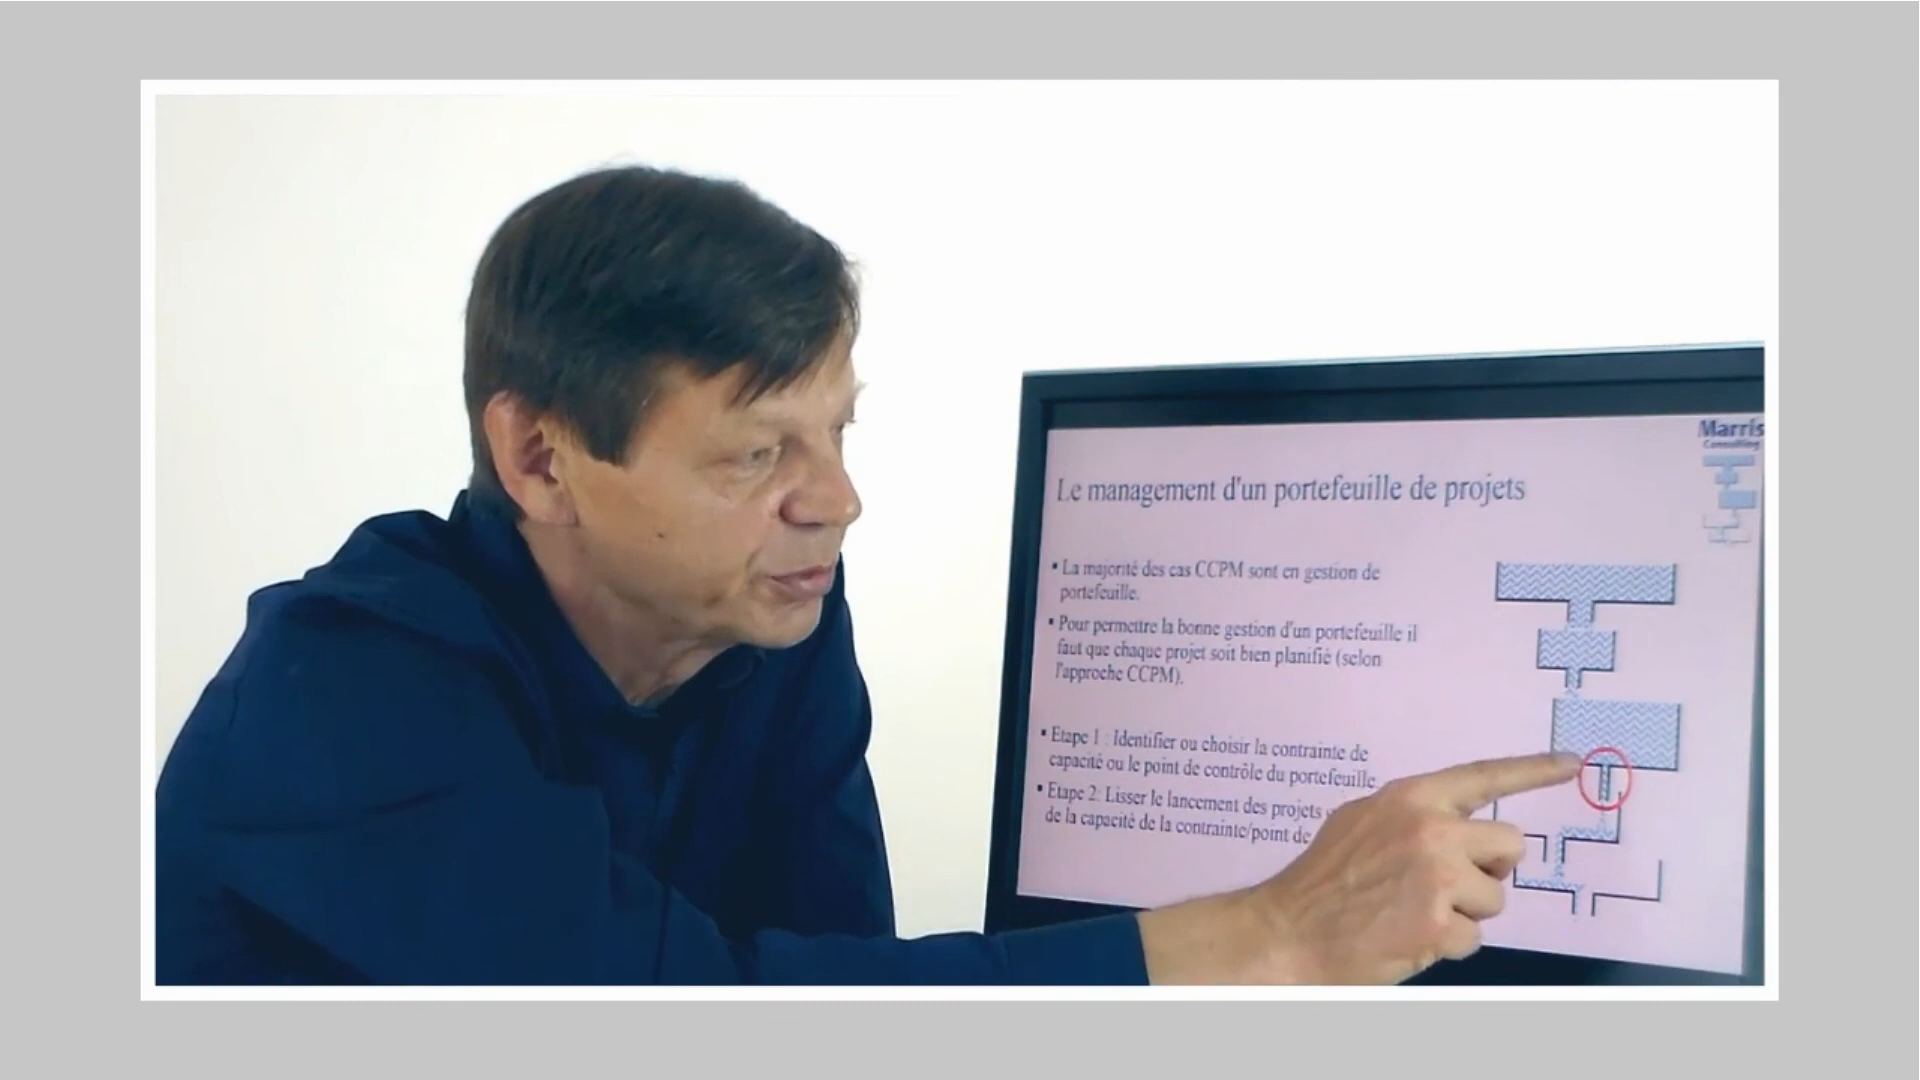 Marris
Consulting
Le management d'un portefeuille de projets
▪ La majorité des cas CCPM sont en gestion de
portefeuille.
▪ Pour permettre la bonne gestion d'un portefeuille il
faut que chaque projet soit bien planifié (selon
l'approche CCPM).
▪ Etape 1 : Identifier ou choisir la contrainte de
capacité ou le point de contrôle du portefeuille.
▪ Etape 2: Lisser le lancement des projets
de la capacité de la contrainte/point de